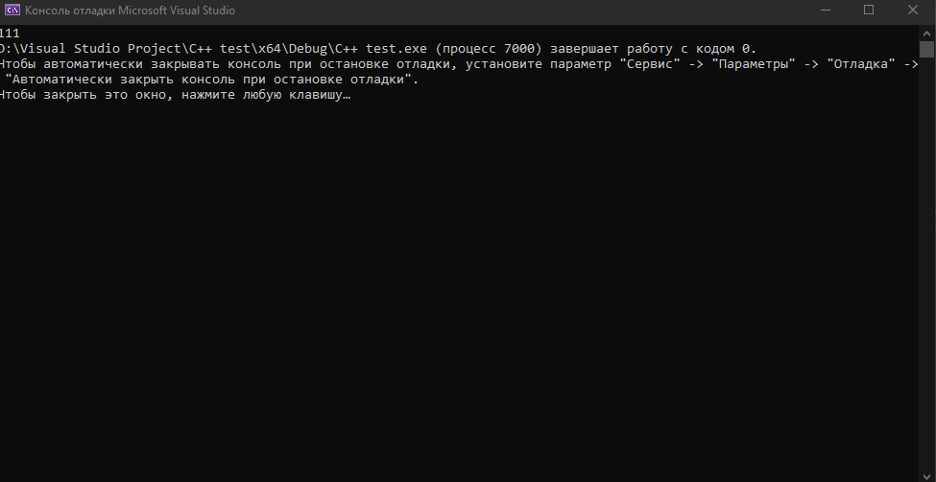 Консоль отладки Microsoft Visual Studio
111
D:\Visual Studio Project\C++ test\x64\Debug\C++ test.exe (процесс 7000) завершает работу с кодом 0.
Чтобы автоматически закрывать консоль при остановке отладки, установите параметр "Сервис" -> "Параметры" -> "Отладка" ->
"Автоматически закрыть консоль при остановке отладки".
Чтобы закрыть это окно, нажмите любую клавишу…